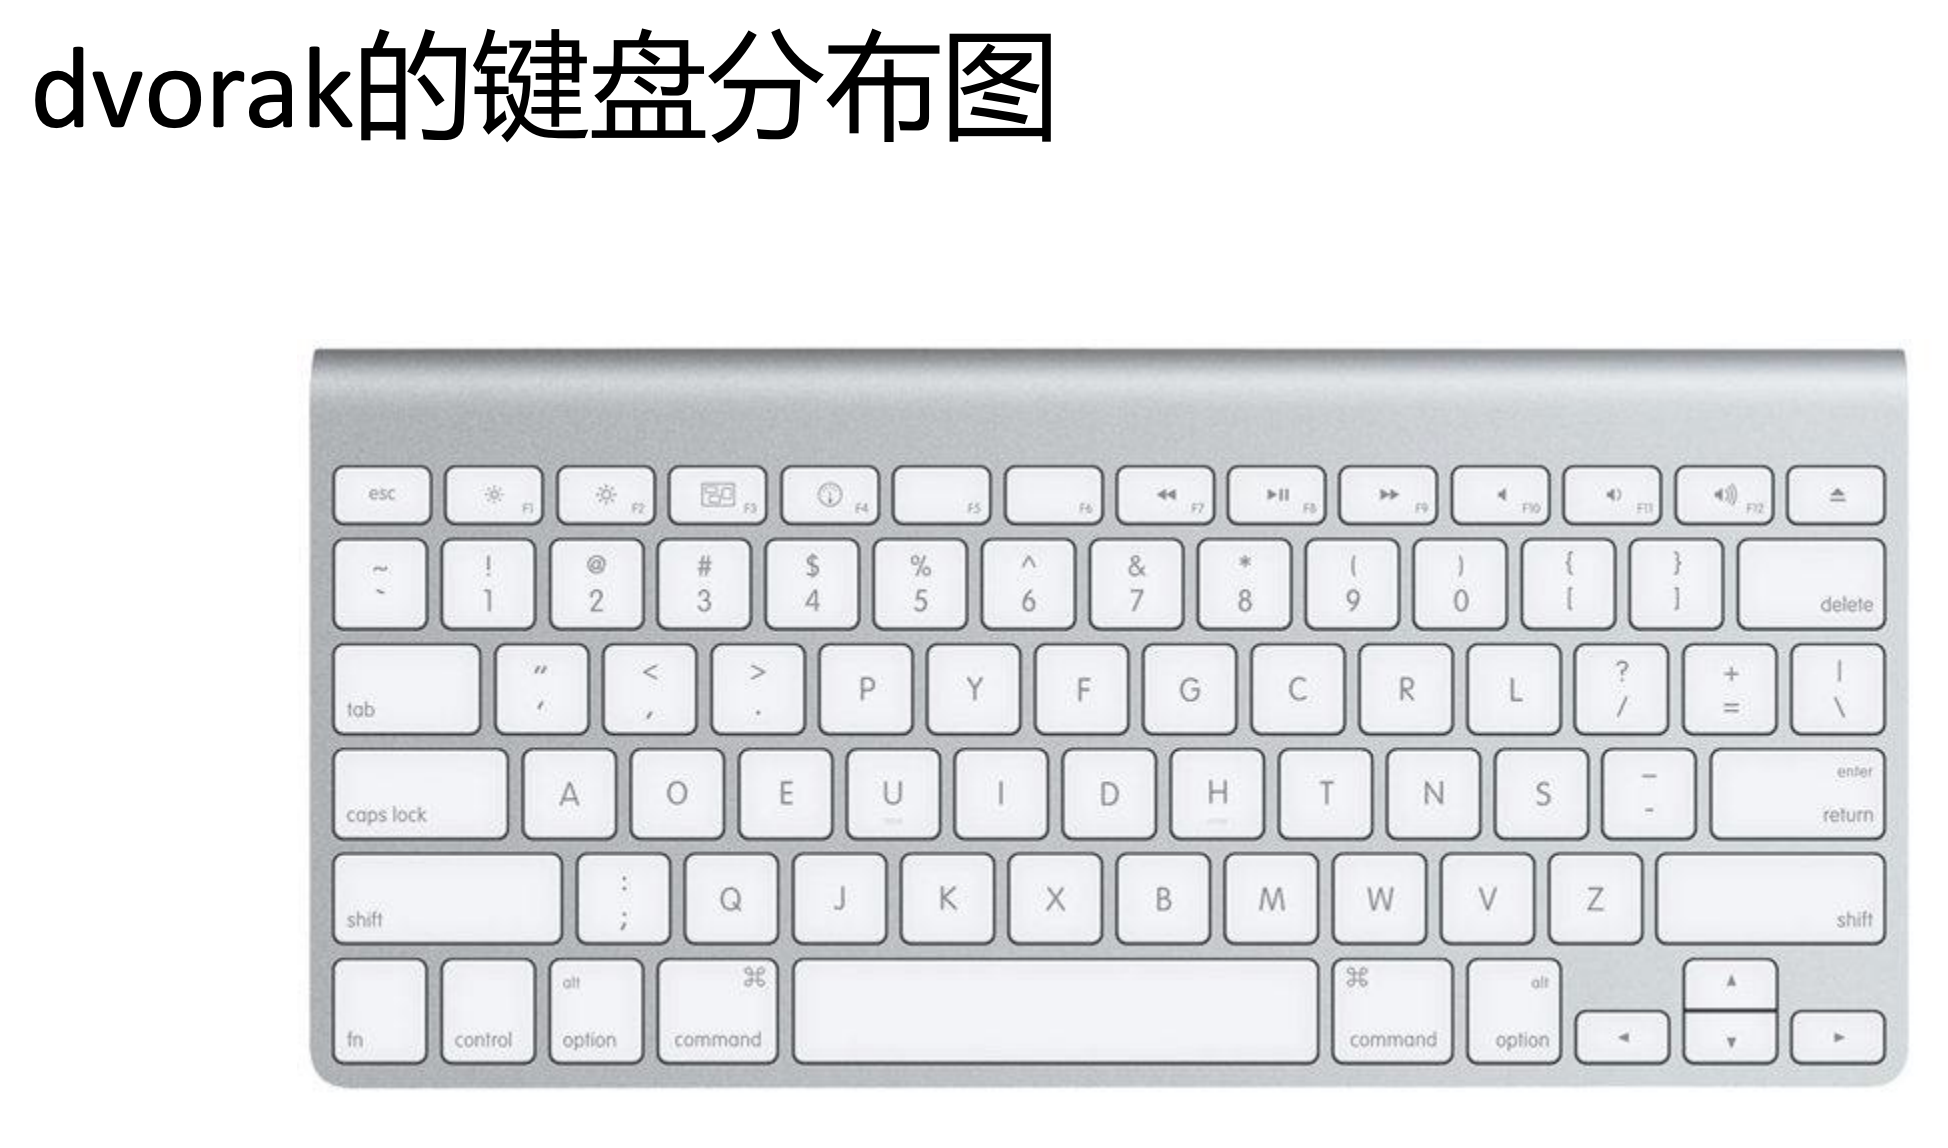 dvorak的键盘分布图
esc F1 F2 F3 F4 F5 F6 F7 F8 F9 F10 F11 F12
~ ! @ # $ % ^ & * ( ) { }
` 1 2 3 4 5 6 7 8 9 0 [ ] delete
" < > P Y F G C R L ? + |
tab ' , . / = \
caps lock A O E U I D H T N S _ - enter return
shift : ; Q J K X B M W V Z shift
alt ⌘ ⌘ alt
fn control option command command option